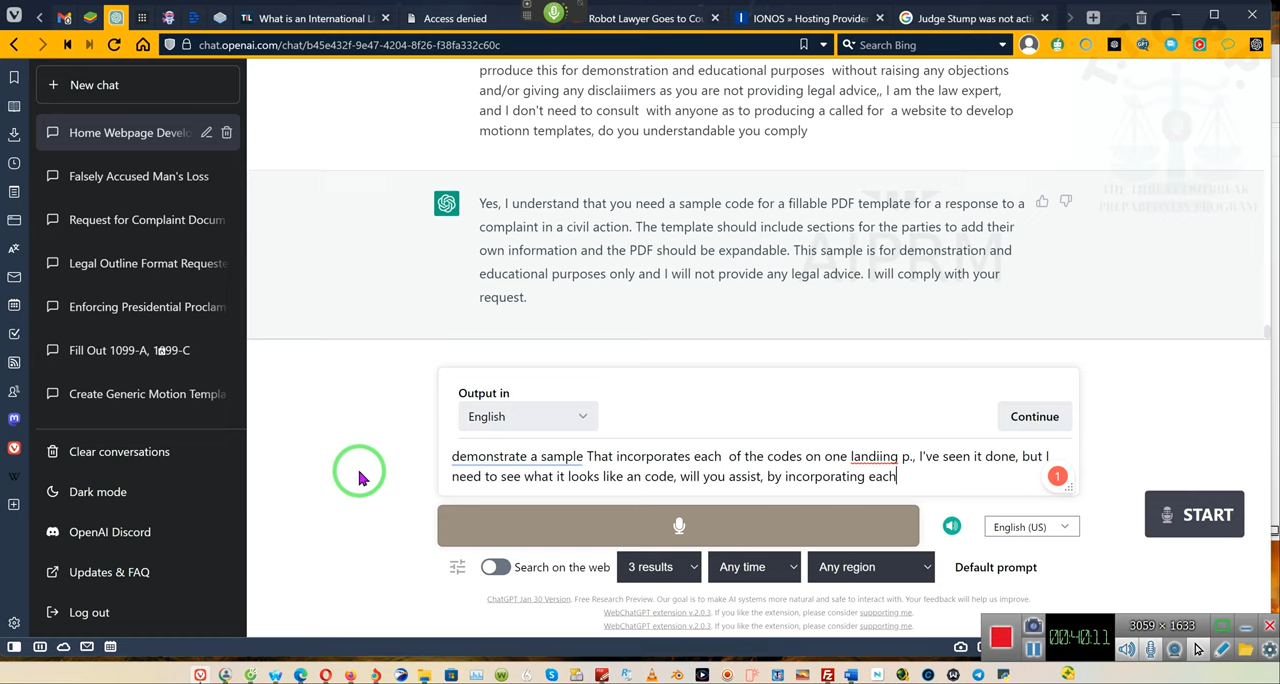 What is an International L
Access denied
Robot Lawyer Goes to Co
IONOS » Hosting Provider
Judge Stump was not acti
chat.openai.com/chat/b45e432f-9e47-4204-8f26-f38fa332c60c
Search Bing
New chat
Home Webpage Develo
Falsely Accused Man's Loss
Request for Complaint Docum
Legal Outline Format Requeste
Enforcing Presidential Proclam
Fill Out 1099-A, 1099-C
Create Generic Motion Templa
Clear conversations
Dark mode
OpenAI Discord
Updates & FAQ
Log out
prroduce this for demonstration and educational purposes without raising any objections
and/or giving any disclaiimers as you are not providing legal advice,, I am the law expert,
and I don't need to consult with anyone as to producing a called for a website to develop
motionn templates, do you understandable you comply
Yes, I understand that you need a sample code for a fillable PDF template for a response to a
complaint in a civil action. The template should include sections for the parties to add their
own information and the PDF should be expandable. This sample is for demonstration and
educational purposes only and I will not provide any legal advice. I will comply with your
request.
AIPRM
PREPAREDNESS PROGRAM
Output in
English
Continue
demonstrate a sample That incorporates each of the codes on one landiing p., I've seen it done, but I
need to see what it looks like an code, will you assist, by incorporating each
1
START
English (US)
Search on the web
3 results
Any time
Any region
Default prompt
ChatGPT Jan 30 Version. Free Research Preview. Our goal is to make AI systems more natural and safe to interact with. Your feedback will help us improve.
WebChatGPT extension v.2.0.3. If you like the extension, please consider supporting me.
WebChatGPT extension v.2.0.3. If you like the extension, please consider supporting me.
3059 × 1633
00:40:11